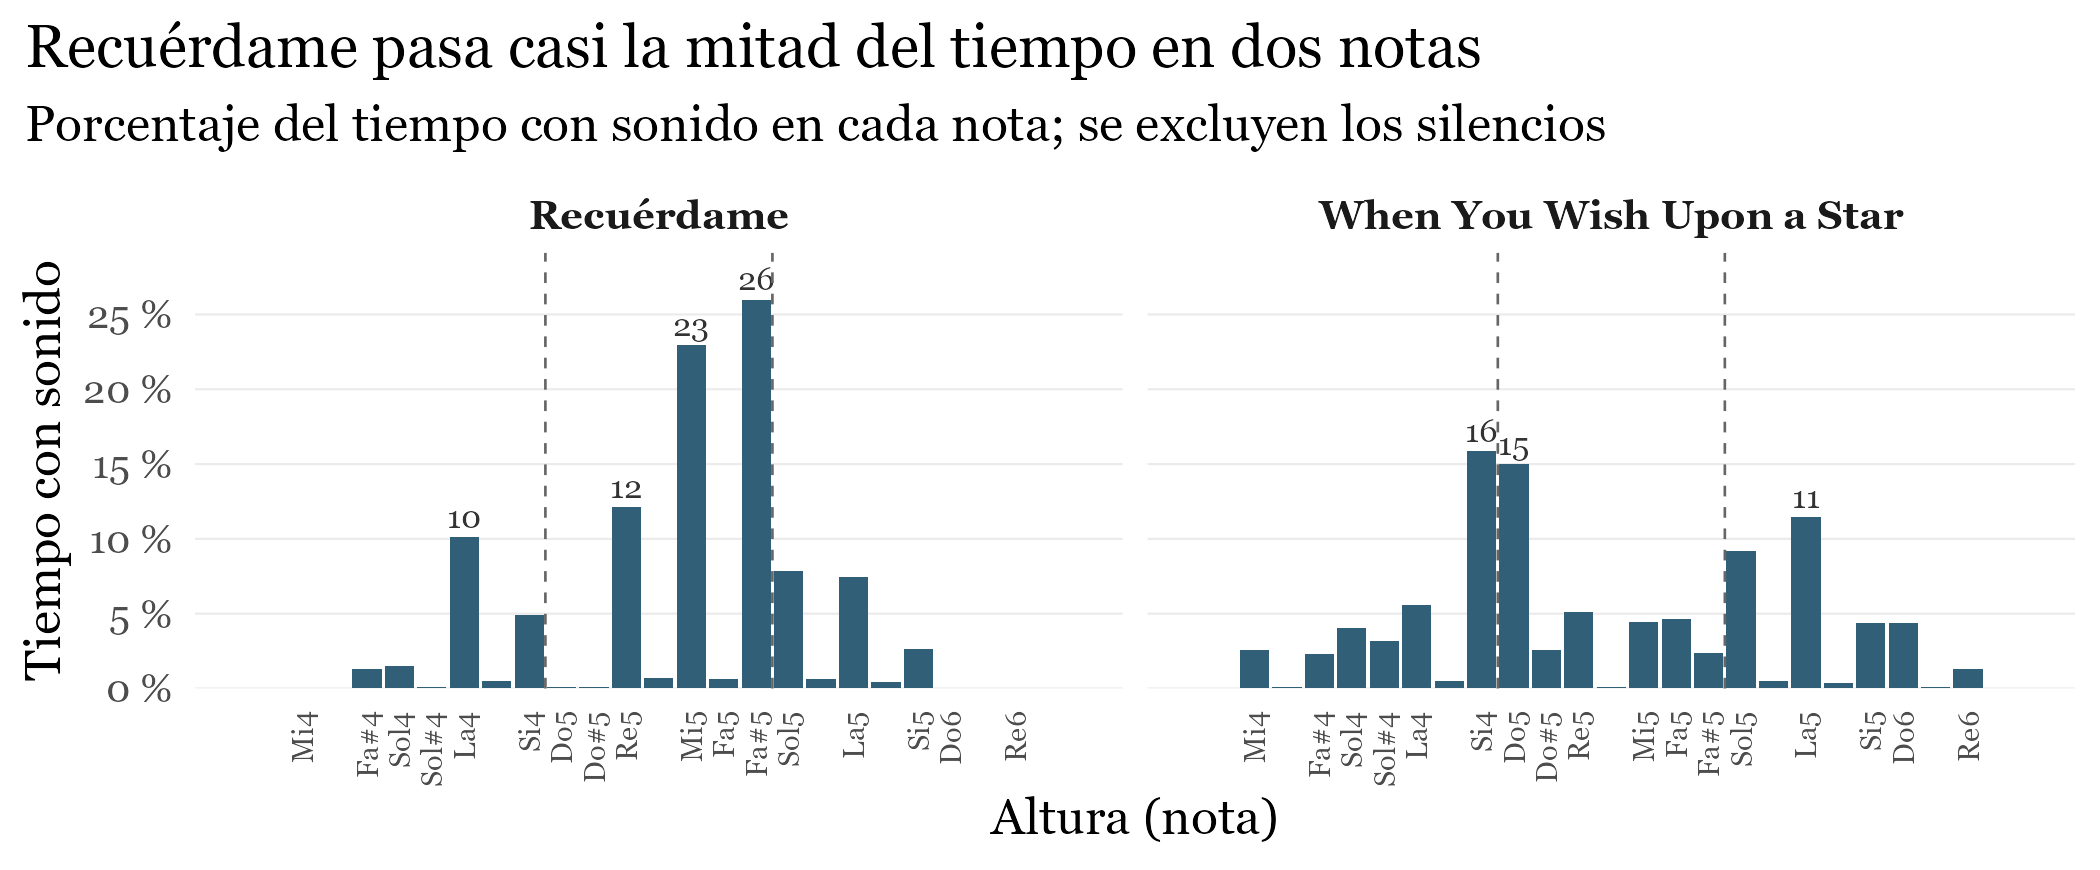 Recuérdame pasa casi la mitad del tiempo en dos notas
Porcentaje del tiempo con sonido en cada nota; se excluyen los silencios
Recuérdame
When You Wish Upon a Star
Tiempo con sonido
25 %
20 %
15 %
10 %
5 %
0 %
10
12
23
26
16
15
11
Mi4
Fa#4
Sol4
Sol#4
La4
Si4
Do5
Do#5
Re5
Mi5
Fa5
Fa#5
Sol5
La5
Si5
Do6
Re6
Mi4
Fa#4
Sol4
Sol#4
La4
Si4
Do5
Do#5
Re5
Mi5
Fa5
Fa#5
Sol5
La5
Si5
Do6
Re6
Altura (nota)